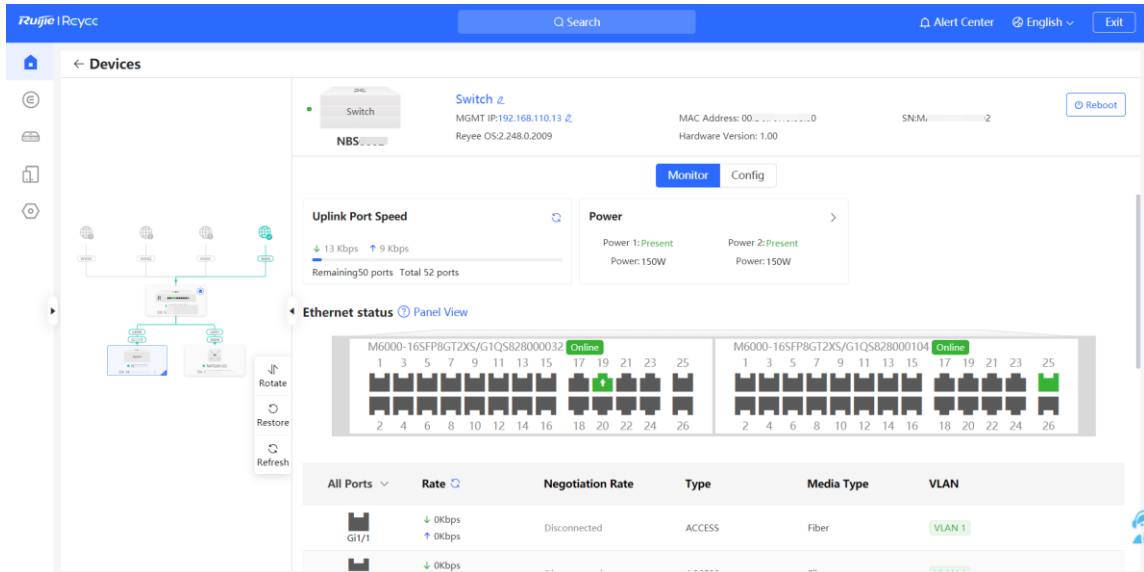 Ruijie | Rcycc
Search
Alert Center
English
Exit
← Devices
Switch
NBS
Switch
MGMT IP:192.168.110.13
Reyee OS:2.248.0.2009
MAC Address: 00
Hardware Version: 1.00
SN:M
2
Reboot
Monitor
Config
Uplink Port Speed
↓ 13 Kbps ↑ 9 Kbps
Remaining50 ports Total 52 ports
Power
Power 1:Present
Power 2:Present
Power:150W
Power:150W
Ethernet status
Panel View
M6000-16SFP8GT2XS/G1QS828000032 Online
1 3 5 7 9 11 13 15 17 19 21 23 25
2 4 6 8 10 12 14 16 18 20 22 24 26
M6000-16SFP8GT2XS/G1QS828000104 Online
1 3 5 7 9 11 13 15 17 19 21 23 25
2 4 6 8 10 12 14 16 18 20 22 24 26
Rotate
Restore
Refresh
All Ports
Rate
Negotiation Rate
Type
Media Type
VLAN
Gi1/1
↓ 0Kbps
↑ 0Kbps
Disconnected
ACCESS
Fiber
VLAN 1
↓ 0Kbps